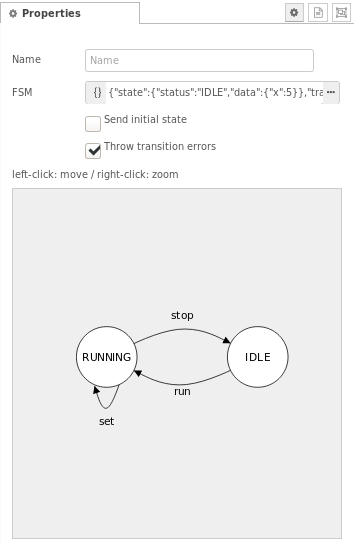 Properties
Name
Name
FSM
{} {"state":{"status":"IDLE","data":{"x":5}},"tra ...
Send initial state
Throw transition errors
left-click: move / right-click: zoom
stop
RUNNING
IDLE
run
set